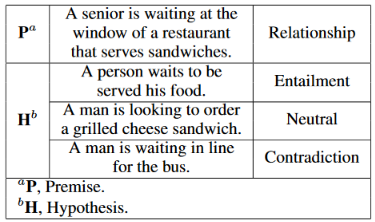 Pa
A senior is waiting at the
window of a restaurant
that serves sandwiches.
Relationship
Hb
A person waits to be
served his food.
Entailment
A man is looking to order
a grilled cheese sandwich.
Neutral
A man is waiting in line
for the bus.
Contradiction
aP, Premise.
bH, Hypothesis.